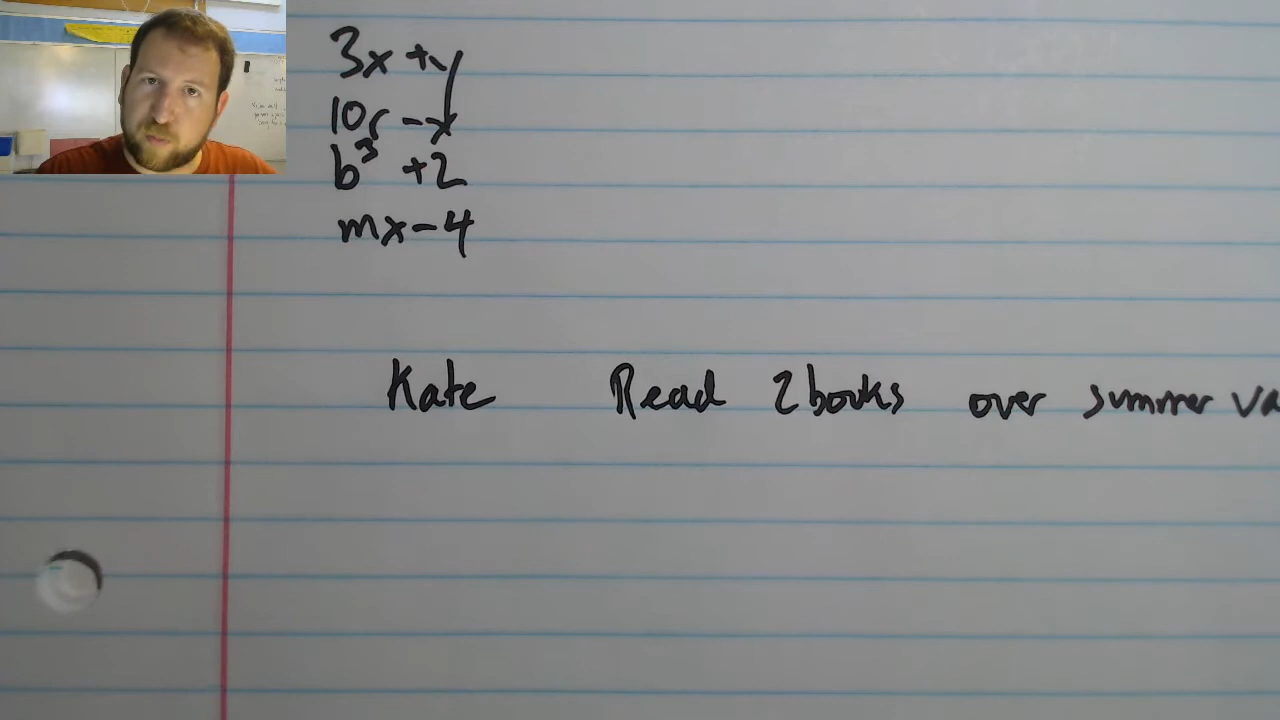 3x + y
10r - x
b³ + 2
mx - 4
Kate Read 2 books over summer va